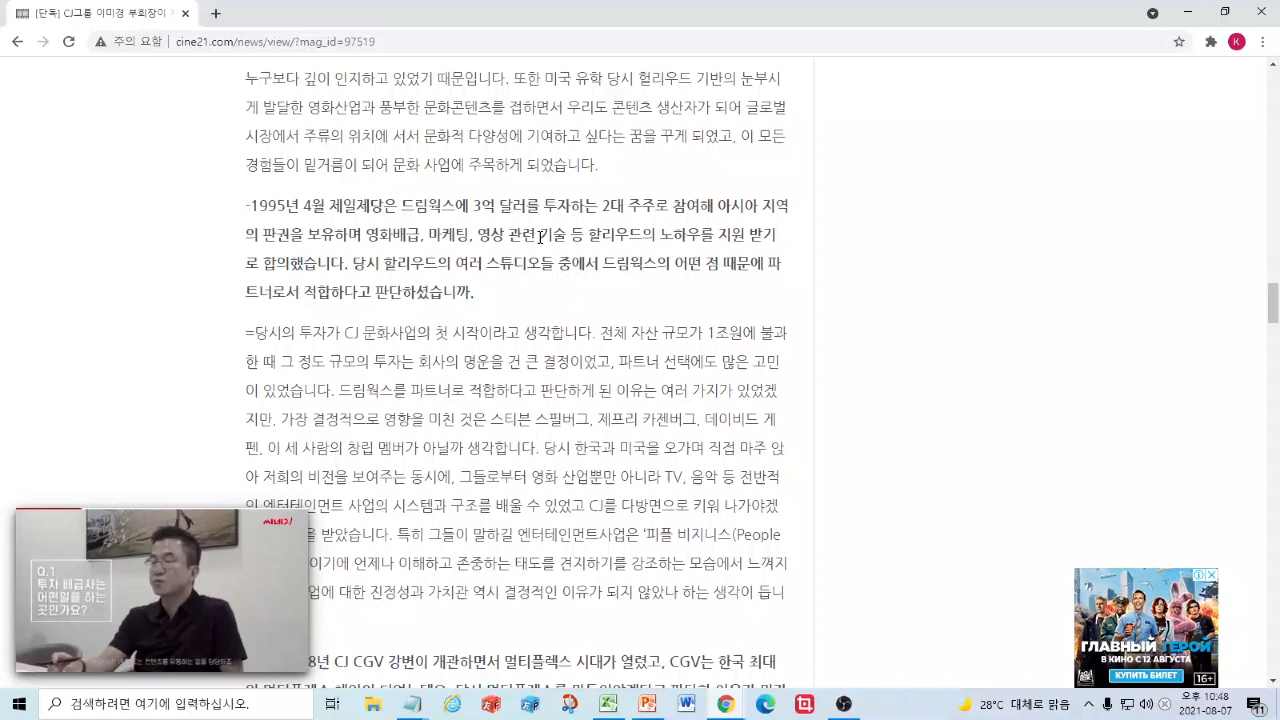 [단독] CJ그룹 이미경 부회장이
주의 요함
cine21.com/news/view/?mag_id=97519
K
누구보다 깊이 인지하고 있었기 때문입니다. 또한 미국 유학 당시 헐리우드 기반의 눈부시
게 발달한 영화산업과 풍부한 문화콘텐츠를 접하면서 우리도 콘텐츠 생산자가 되어 글로벌
시장에서 주류의 위치에 서서 문화적 다양성에 기여하고 싶다는 꿈을 꾸게 되었고, 이 모든
경험들이 밑거름이 되어 문화 사업에 주목하게 되었습니다.
-1995년 4월 제일제당은 드림웍스에 3억 달러를 투자하는 2대 주주로 참여해 아시아 지역
의 판권을 보유하며 영화배급, 마케팅, 영상 관련 기술 등 할리우드의 노하우를 지원 받기
로 합의했습니다. 당시 할리우드의 여러 스튜디오들 중에서 드림웍스의 어떤 점 때문에 파
트너로서 적합하다고 판단하셨습니까.
=당시의 투자가 CJ 문화사업의 첫 시작이라고 생각합니다. 전체 자산 규모가 1조원에 불과
한 때 그 정도 규모의 투자는 회사의 명운을 건 큰 결정이었고, 파트너 선택에도 많은 고민
이 있었습니다. 드림웍스를 파트너로 적합하다고 판단하게 된 이유는 여러 가지가 있었겠
지만, 가장 결정적으로 영향을 미친 것은 스티븐 스필버그, 제프리 카젠버그, 데이비드 게
펜, 이 세 사람의 창립 멤버가 아닐까 생각합니다. 당시 한국과 미국을 오가며 직접 마주 앉
아 저희의 비전을 보여주는 동시에, 그들로부터 영화 산업뿐만 아니라 TV, 음악 등 전반적
인 엔터테인먼트 사업의 시스템과 구조를 배울 수 있었고 CJ를 다방면으로 키워 나가야겠
을 받았습니다. 특히 그들이 말하길 엔터테인먼트사업은 '피플 비지니스(People
이기에 언제나 이해하고 존중하는 태도를 견지하기를 강조하는 모습에서 느껴지
업에 대한 진정성과 가치관 역시 결정적인 이유가 되지 않았나 하는 생각이 듭니
8년 CJ CGV 강변이 개관하면서 멀티플렉스 시대가 열렸고, CGV는 한국 최대
Q.1
투자 배급사는
어떤일을 하는
곳인가요?
컨텐츠를 유통하는 일을 담당하죠
ГЛАВНЫЙ ГЕРОЙ
В КИНО С 12 АВГУСТА
КУПИТЬ БИЛЕТ
16+
검색하려면 여기에 입력하십시오.
28°C 대체로 맑음
오후 10:48
2021-08-07
11